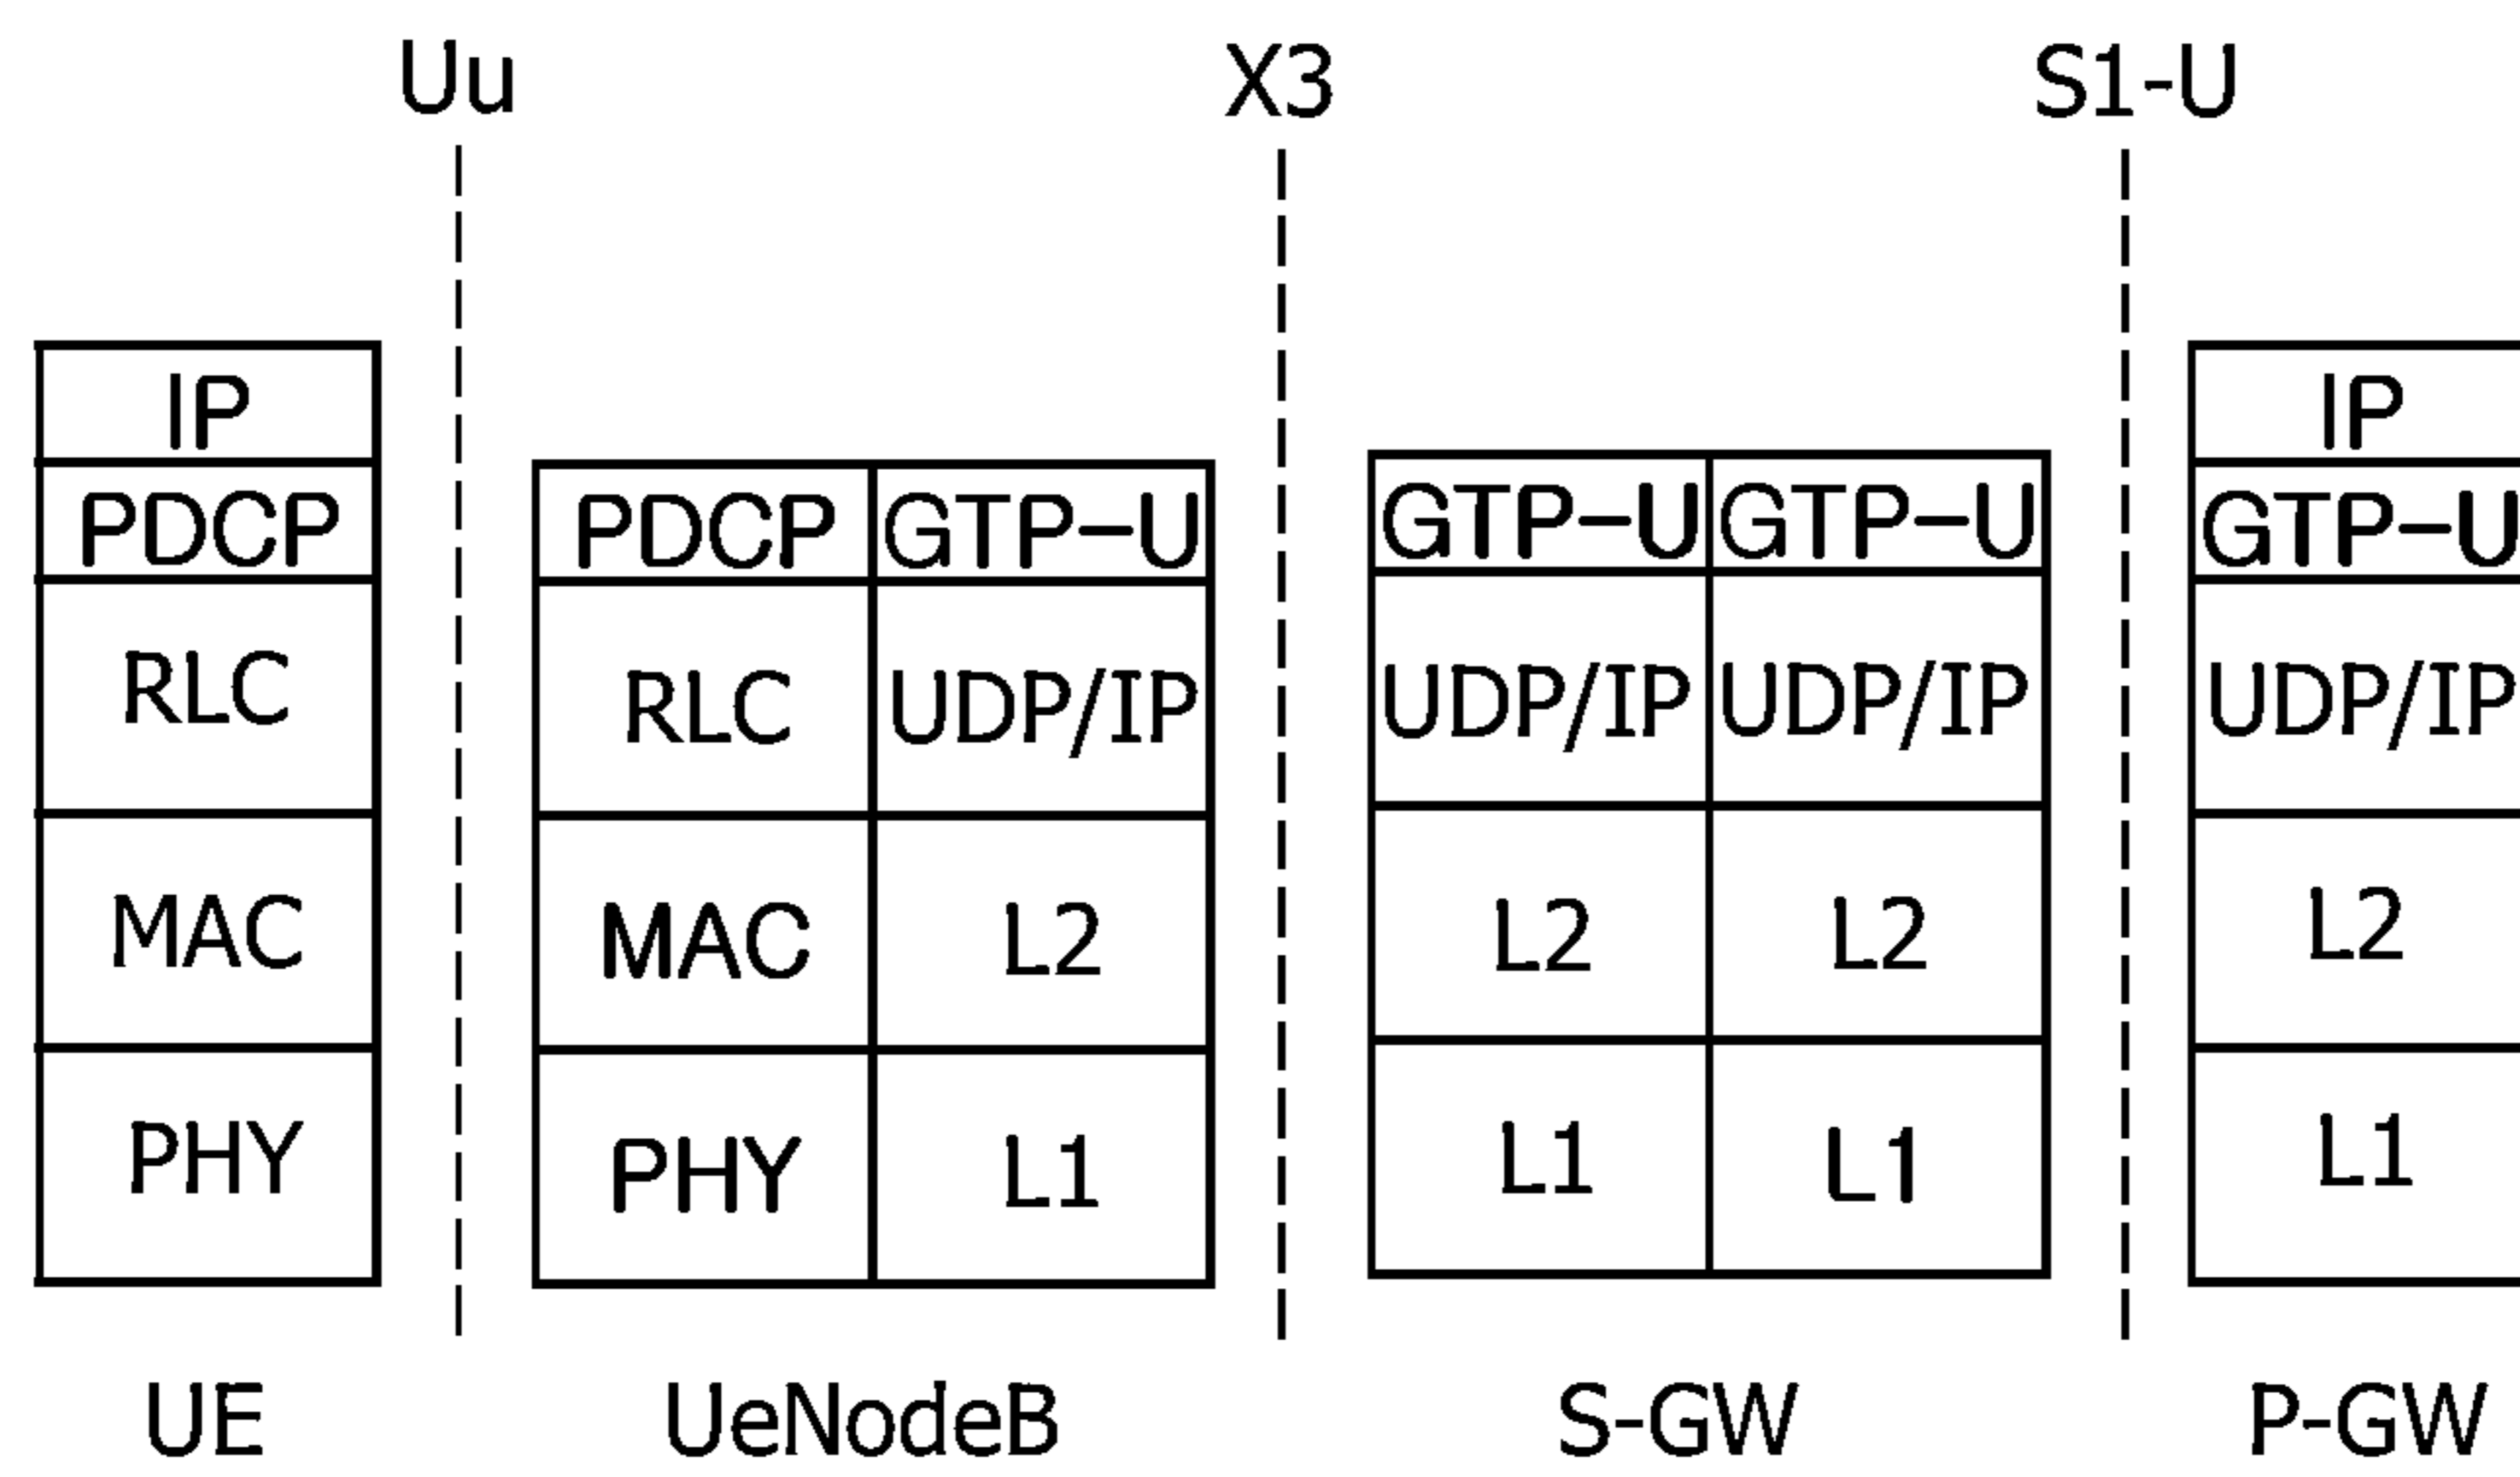 Uu X3 S1-U
IP IP
PDCP PDCP GTP-U GTP-U GTP-U GTP-U
RLC RLC UDP/IP UDP/IP UDP/IP UDP/IP
MAC MAC L2 L2 L2 L2
PHY PHY L1 L1 L1 L1
UE UeNodeB S-GW P-GW